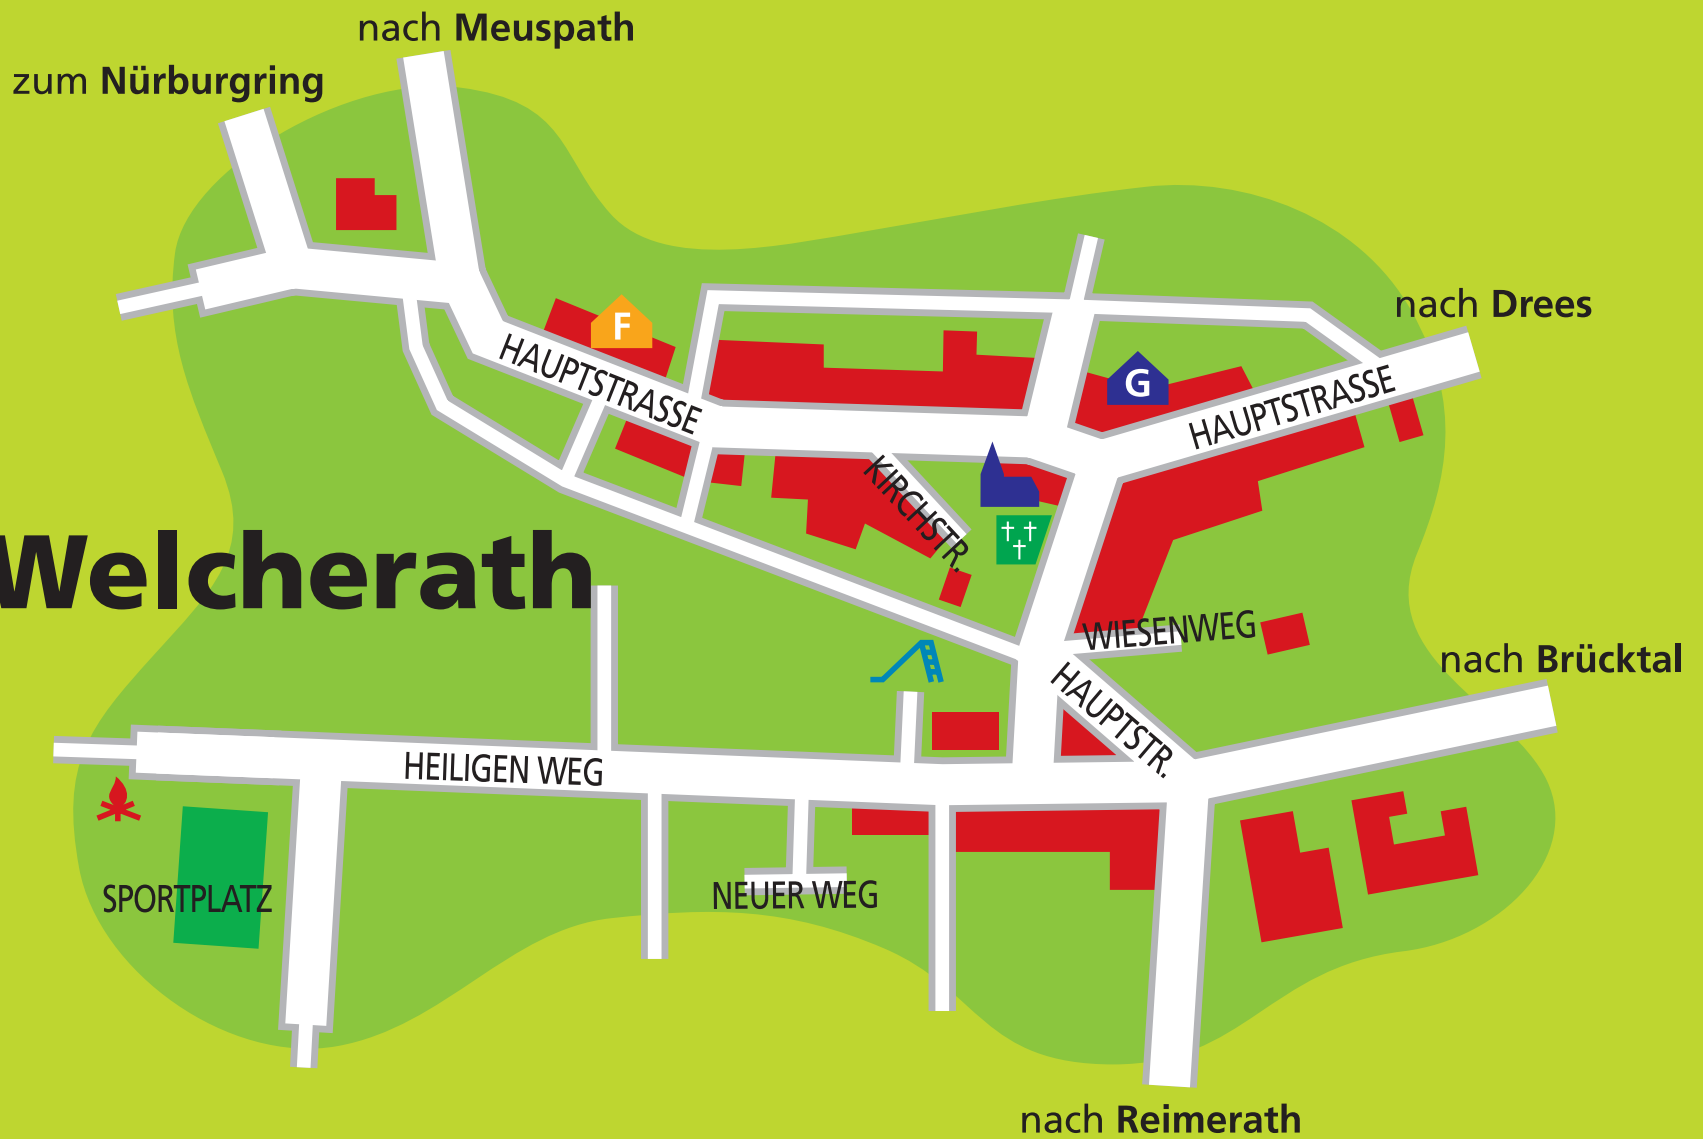 nach Meuspath
zum Nürburgring
nach Drees
F
HAUPTSTRASSE
G
HAUPTSTRASSE
KIRCHSTR.
Welcherath
WIESENWEG
nach Brücktal
HAUPTSTR.
HEILIGEN WEG
SPORTPLATZ
NEUER WEG
nach Reimerath